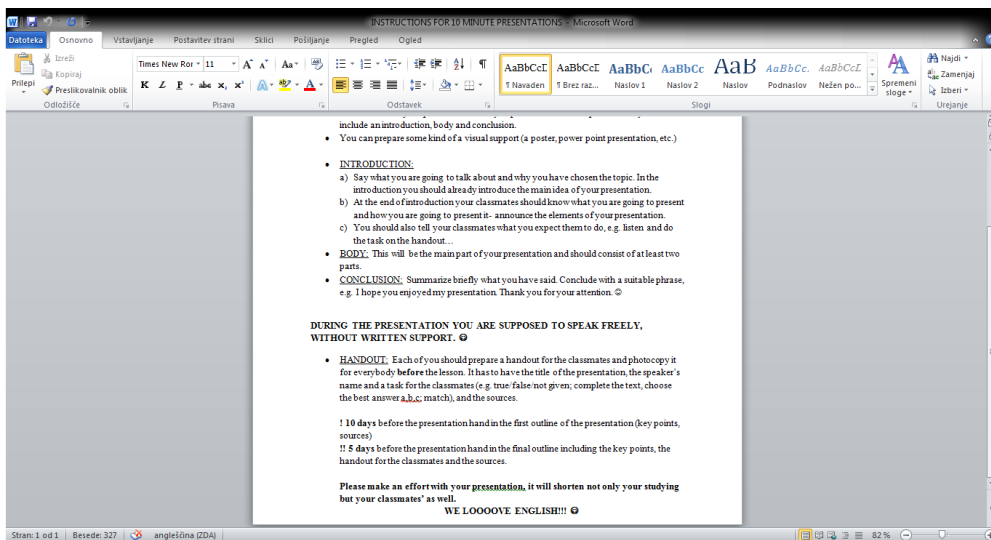 INSTRUCTIONS FOR 10 MINUTE PRESENTATIONS - Microsoft Word
Datoteka Osnovno Vstavljanje Postavitev strani Sklici Pošiljanje Pregled Ogled
Prilepi
Izreži
Kopiraj
Preslikovalnik oblik
Odložišče
Times New Ror 11
Pisava
Odstavek
AaBbCcI AaBbCcI AaBbC AaBbCc AaB AaBbCc. AaBbCcL
¶ Navaden ¶ Brez raz... Naslov 1 Naslov 2 Naslov Podnaslov Nežen po...
Spremeni
sloge
Slogi
Najdi
Zamenjaj
Izberi
Urejanje
include an introduction, body and conclusion.
• You can prepare some kind of a visual support (a poster, power point presentation, etc.)
• INTRODUCTION:
a) Say what you are going to talk about and why you have chosen the topic. In the
introduction you should already introduce the main idea of your presentation.
b) At the end of introduction your classmates should know what you are going to present
and how you are going to present it- announce the elements of your presentation.
c) You should also tell your classmates what you expect them to do, e.g. listen and do
the task on the handout…
• BODY: This will be the main part of your presentation and should consist of at least two
parts.
• CONCLUSION: Summarize briefly what you have said. Conclude with a suitable phrase,
e.g. I hope you enjoyed my presentation. Thank you for your attention. ☺
DURING THE PRESENTATION YOU ARE SUPPOSED TO SPEAK FREELY,
WITHOUT WRITTEN SUPPORT. ☺
• HANDOUT: Each of you should prepare a handout for the classmates and photocopy it
for everybody before the lesson. It has to have the title of the presentation, the speaker's
name and a task for the classmates (e.g. true/false/not given; complete the text, choose
the best answer a,b,c; match), and the sources.
! 10 days before the presentation hand in the first outline of the presentation (key points,
sources)
!! 5 days before the presentation hand in the final outline including the key points, the
handout for the classmates and the sources.
Please make an effort with your presentation, it will shorten not only your studying
but your classmates' as well.
WE LOOOOVE ENGLISH!!! ☺
Stran: 1 od 1 Besede: 327 angleščina (ZDA) 82 %